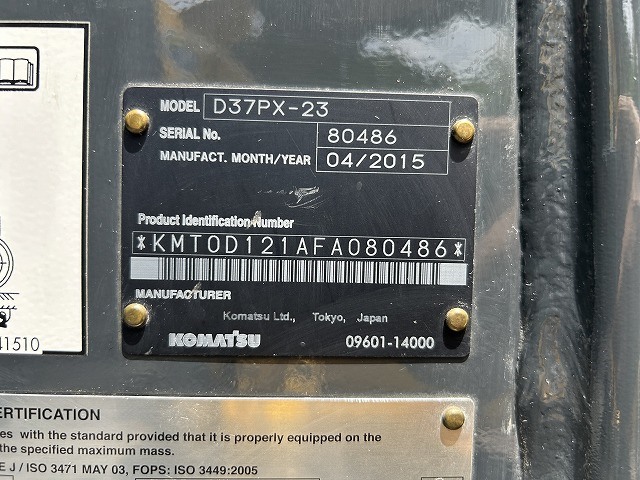 MODEL D37PX-23
SERIAL No. 80486
MANUFACT. MONTH/YEAR 04/2015
Product Identification Number
*KMT0D121AFA080486*
MANUFACTURER
Komatsu Ltd., Tokyo, Japan
KOMATSU 09601-14000
41510
ERTIFICATION
es with the standard provided that it is properly equipped on the
the specified maximum mass.
E J / ISO 3471 MAY 03, FOPS: ISO 3449:2005